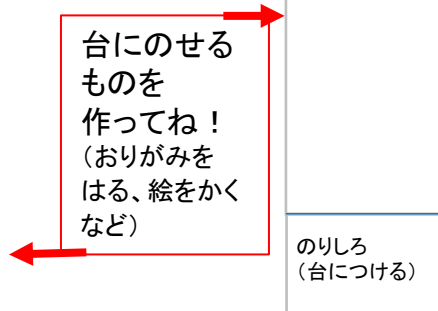 台にのせる
ものを
作ってね！
（おりがみを
はる、絵をかく
など）
のりしろ
（台につける）